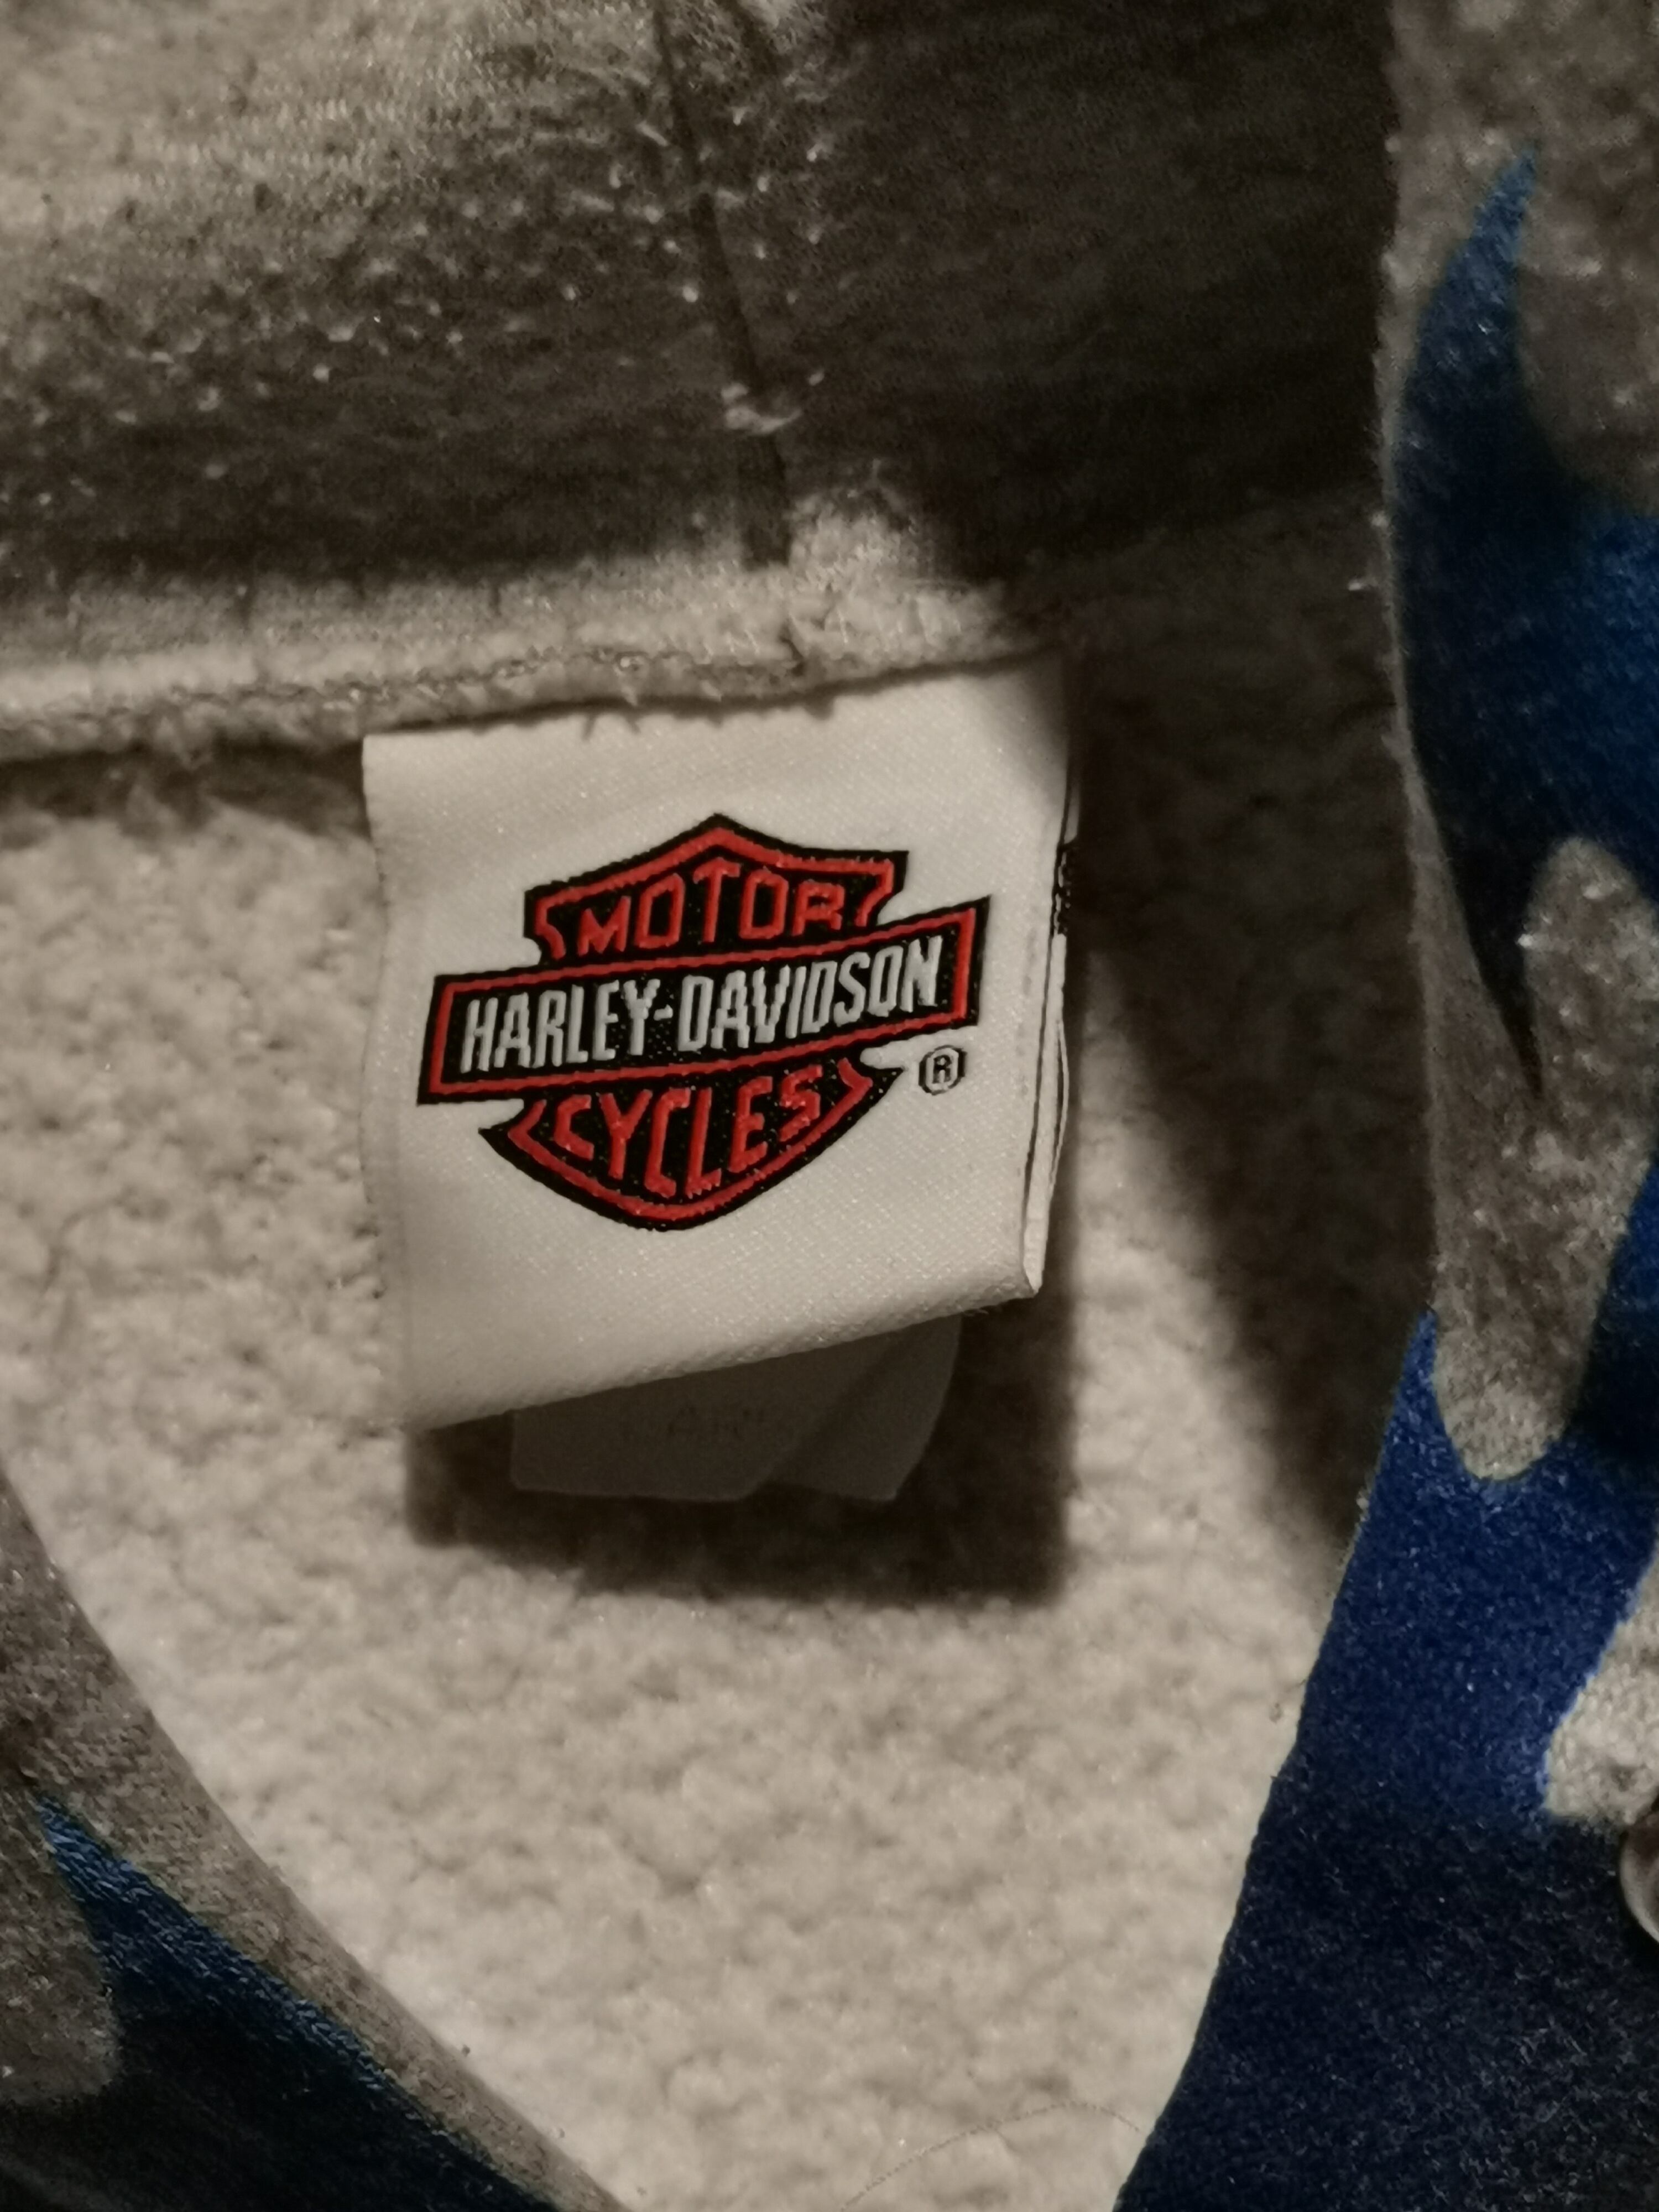 MOTOR
HARLEY-DAVIDSON
CYCLES
®